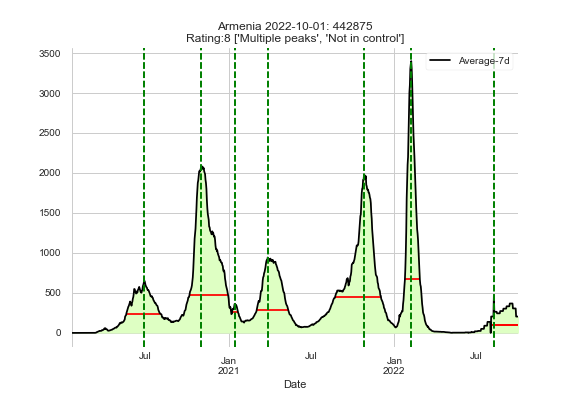 Armenia 2022-10-01: 442875
Rating:8 ['Multiple peaks', 'Not in control']
Average-7d
3500
3000
2500
2000
1500
1000
500
0
Jul
Jan
2021
Jul
Jan
2022
Jul
Date